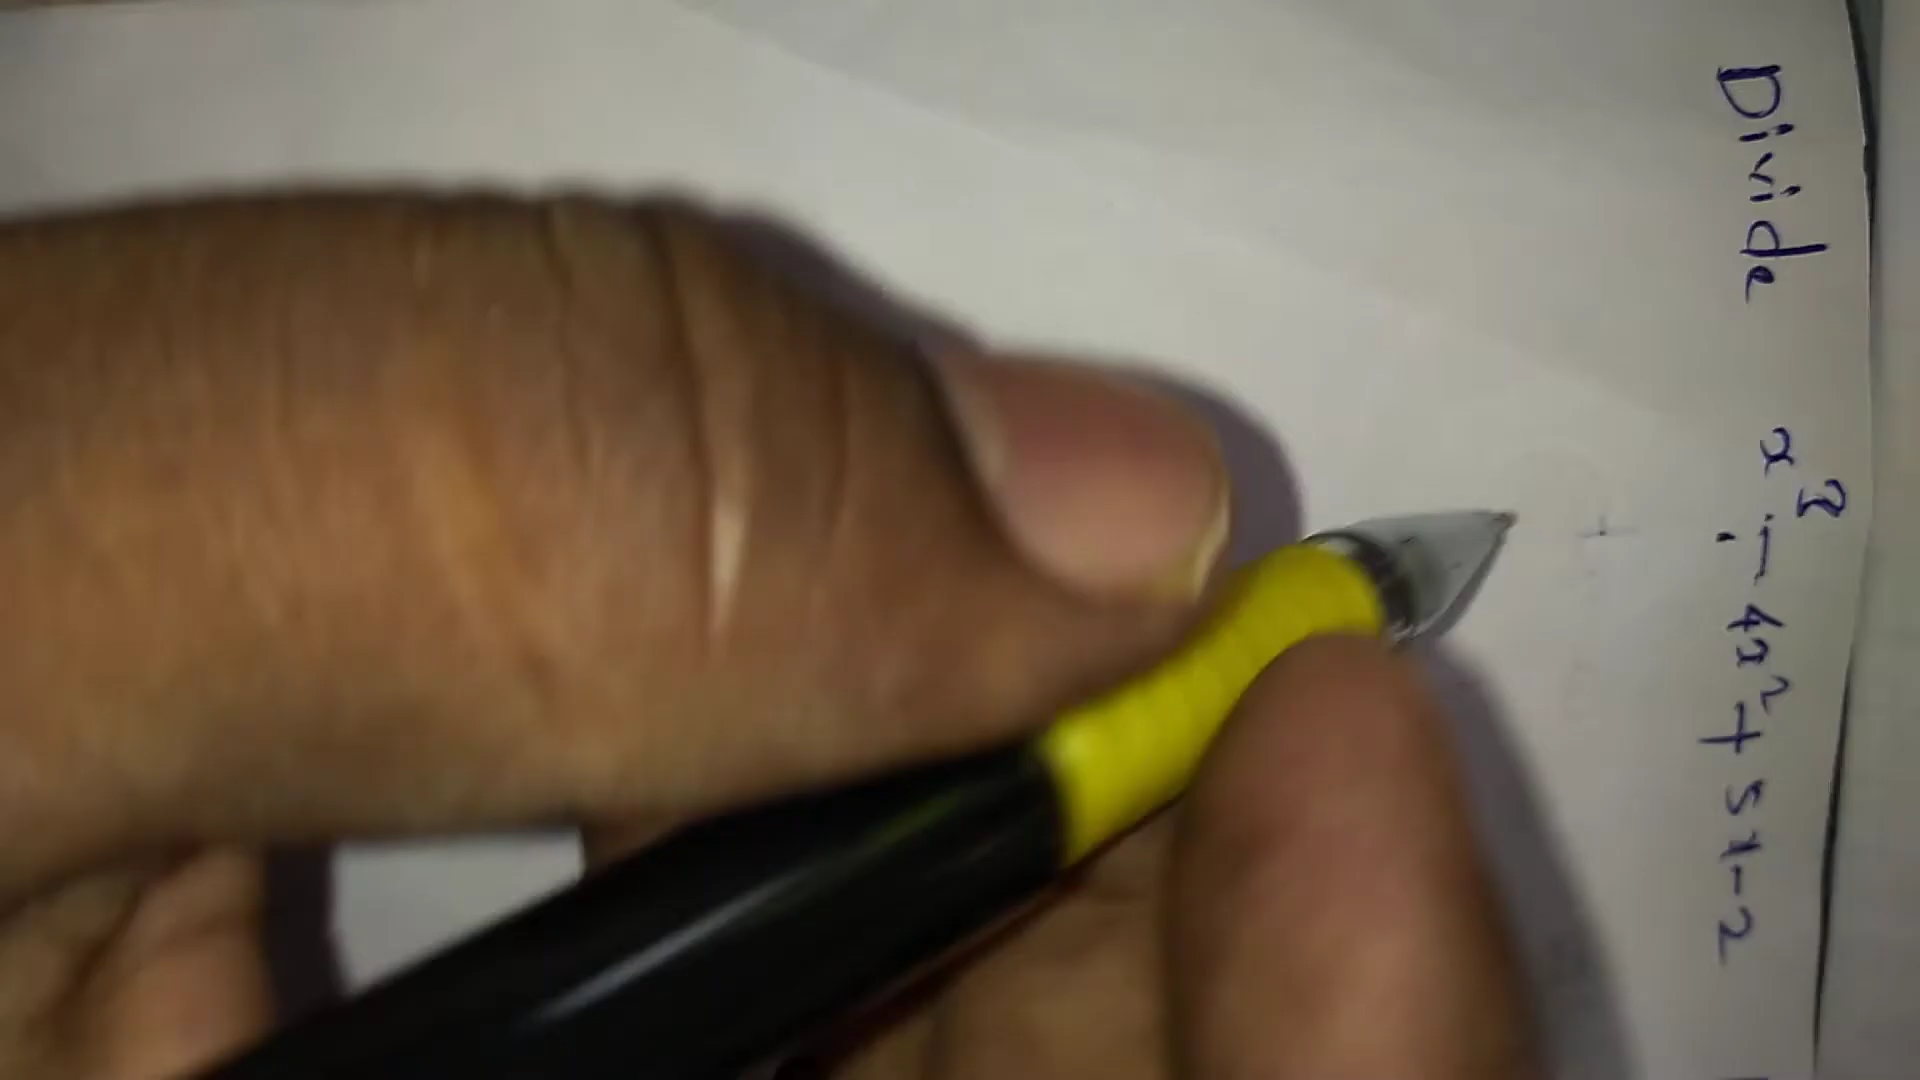 Divide x³ - 4x² + 5x - 2